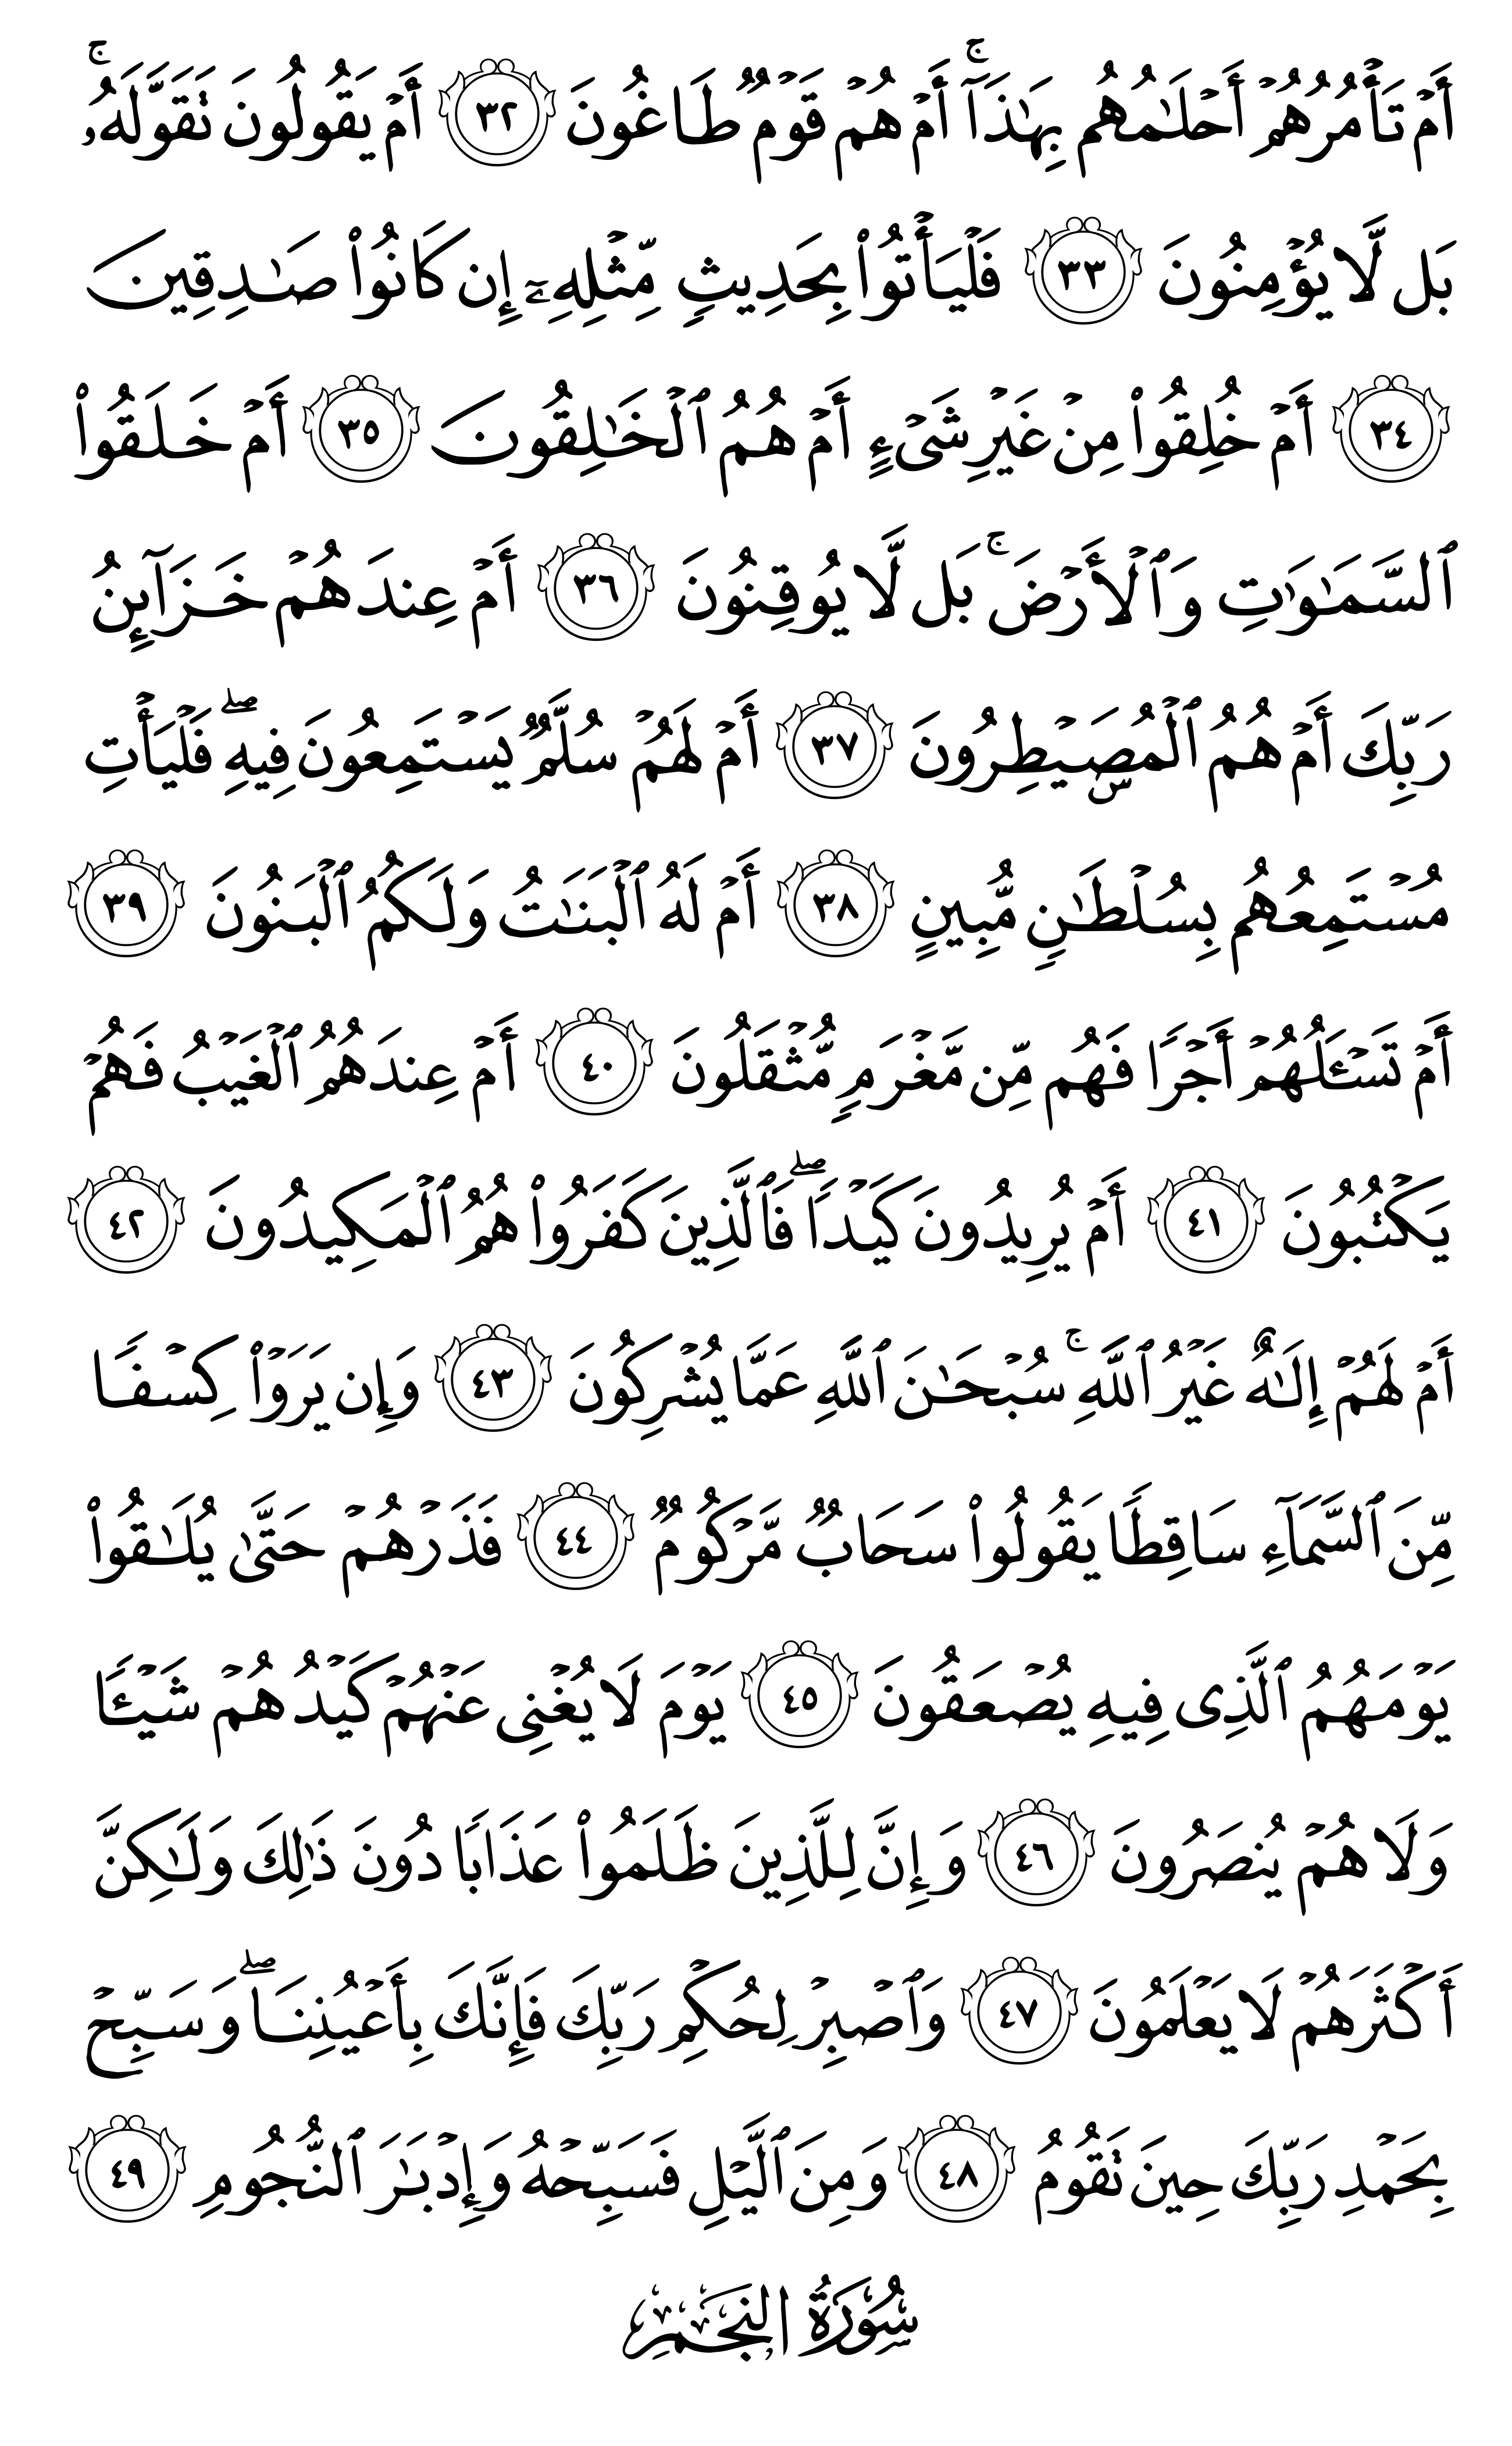 أَمۡ تَأۡمُرُهُمۡ أَحۡلَٰمُهُم بِهَٰذَآۚ أَمۡ هُمۡ قَوۡمٞ طَاغُونَ ٣٢ أَمۡ يَقُولُونَ تَقَوَّلَهُۥۚ
بَل لَّا يُؤۡمِنُونَ ٣٣ فَلۡيَأۡتُواْ بِحَدِيثٖ مِّثۡلِهِۦٓ إِن كَانُواْ صَٰدِقِينَ
٣٤ أَمۡ خُلِقُواْ مِنۡ غَيۡرِ شَيۡءٍ أَمۡ هُمُ ٱلۡخَٰلِقُونَ ٣٥ أَمۡ خَلَقُواْ
ٱلسَّمَٰوَٰتِ وَٱلۡأَرۡضَۚ بَل لَّا يُوقِنُونَ ٣٦ أَمۡ عِندَهُمۡ خَزَآئِنُ
رَبِّكَ أَمۡ هُمُ ٱلۡمُصَۜيۡطِرُونَ ٣٧ أَمۡ لَهُمۡ سُلَّمٞ يَسۡتَمِعُونَ فِيهِۖ فَلۡيَأۡتِ
مُسۡتَمِعُهُم بِسُلۡطَٰنٖ مُّبِينٍ ٣٨ أَمۡ لَهُ ٱلۡبَنَٰتُ وَلَكُمُ ٱلۡبَنُونَ ٣٩
أَمۡ تَسۡـَٔلُهُمۡ أَجۡرٗا فَهُم مِّن مَّغۡرَمٖ مُّثۡقَلُونَ ٤٠ أَمۡ عِندَهُمُ ٱلۡغَيۡبُ فَهُمۡ
يَكۡتُبُونَ ٤١ أَمۡ يُرِيدُونَ كَيۡدٗاۖ فَٱلَّذِينَ كَفَرُواْ هُمُ ٱلۡمَكِيدُونَ ٤٢
أَمۡ لَهُمۡ إِلَٰهٌ غَيۡرُ ٱللَّهِۚ سُبۡحَٰنَ ٱللَّهِ عَمَّا يُشۡرِكُونَ ٤٣ وَإِن يَرَوۡاْ كِسۡفٗا
مِّنَ ٱلسَّمَآءِ سَاقِطٗا يَقُولُواْ سَحَابٞ مَّرۡكُومٞ ٤٤ فَذَرۡهُمۡ حَتَّىٰ يُلَٰقُواْ
يَوۡمَهُمُ ٱلَّذِي فِيهِ يُصۡعَقُونَ ٤٥ يَوۡمَ لَا يُغۡنِي عَنۡهُمۡ كَيۡدُهُمۡ شَيۡـٔٗا
وَلَا هُمۡ يُنصَرُونَ ٤٦ وَإِنَّ لِلَّذِينَ ظَلَمُواْ عَذَابٗا دُونَ ذَٰلِكَ وَلَٰكِنَّ
أَكۡثَرَهُمۡ لَا يَعۡلَمُونَ ٤٧ وَٱصۡبِرۡ لِحُكۡمِ رَبِّكَ فَإِنَّكَ بِأَعۡيُنِنَاۖ وَسَبِّحۡ
بِحَمۡدِ رَبِّكَ حِينَ تَقُومُ ٤٨ وَمِنَ ٱلَّيۡلِ فَسَبِّحۡهُ وَإِدۡبَٰرَ ٱلنُّجُومِ ٤٩
سُورَةُ النَّجْمِ